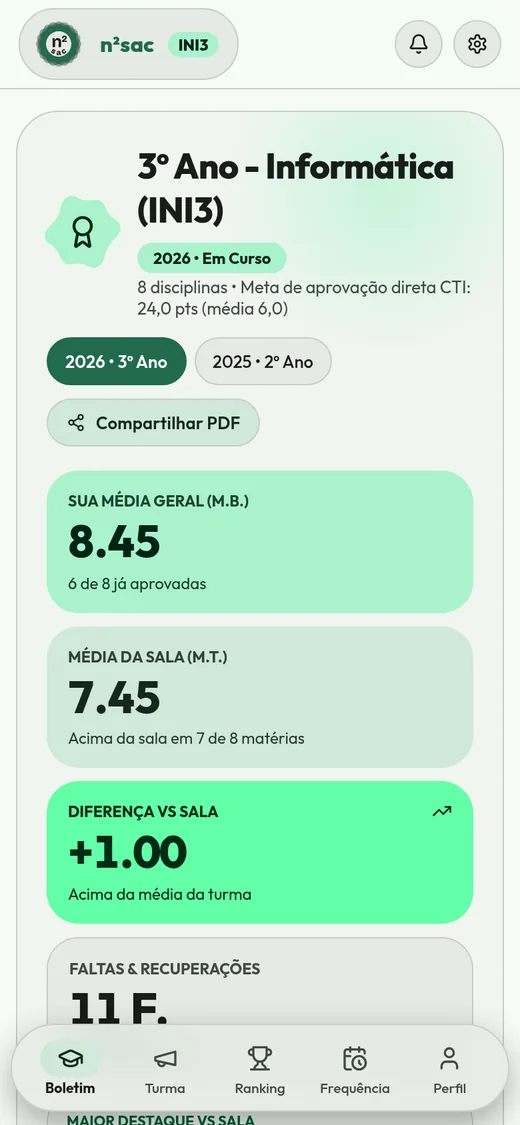 n²
sac
n²sac
INI3
3º Ano - Informática
(INI3)
2026 • Em Curso
8 disciplinas • Meta de aprovação direta CTI:
24,0 pts (média 6,0)
2026 • 3º Ano
2025 • 2º Ano
Compartilhar PDF
SUA MÉDIA GERAL (M.B.)
8.45
6 de 8 já aprovadas
MÉDIA DA SALA (M.T.)
7.45
Acima da sala em 7 de 8 matérias
DIFERENÇA VS SALA
+1.00
Acima da média da turma
FALTAS & RECUPERAÇÕES
11 F.
Boletim
Turma
Ranking
Frequência
Perfil
MAIOR DESTAQUE VS SALA